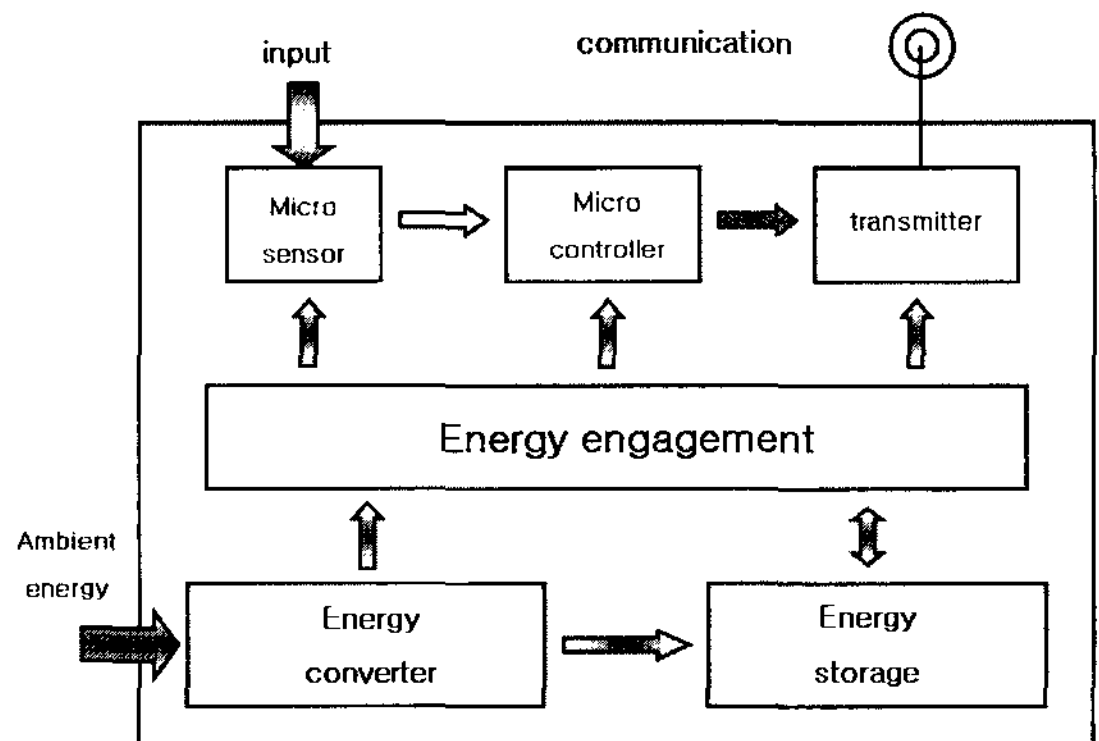 input
communication
Micro
sensor
Micro
controller
transmitter
Energy engagement
Ambient
energy
Energy
converter
Energy
storage